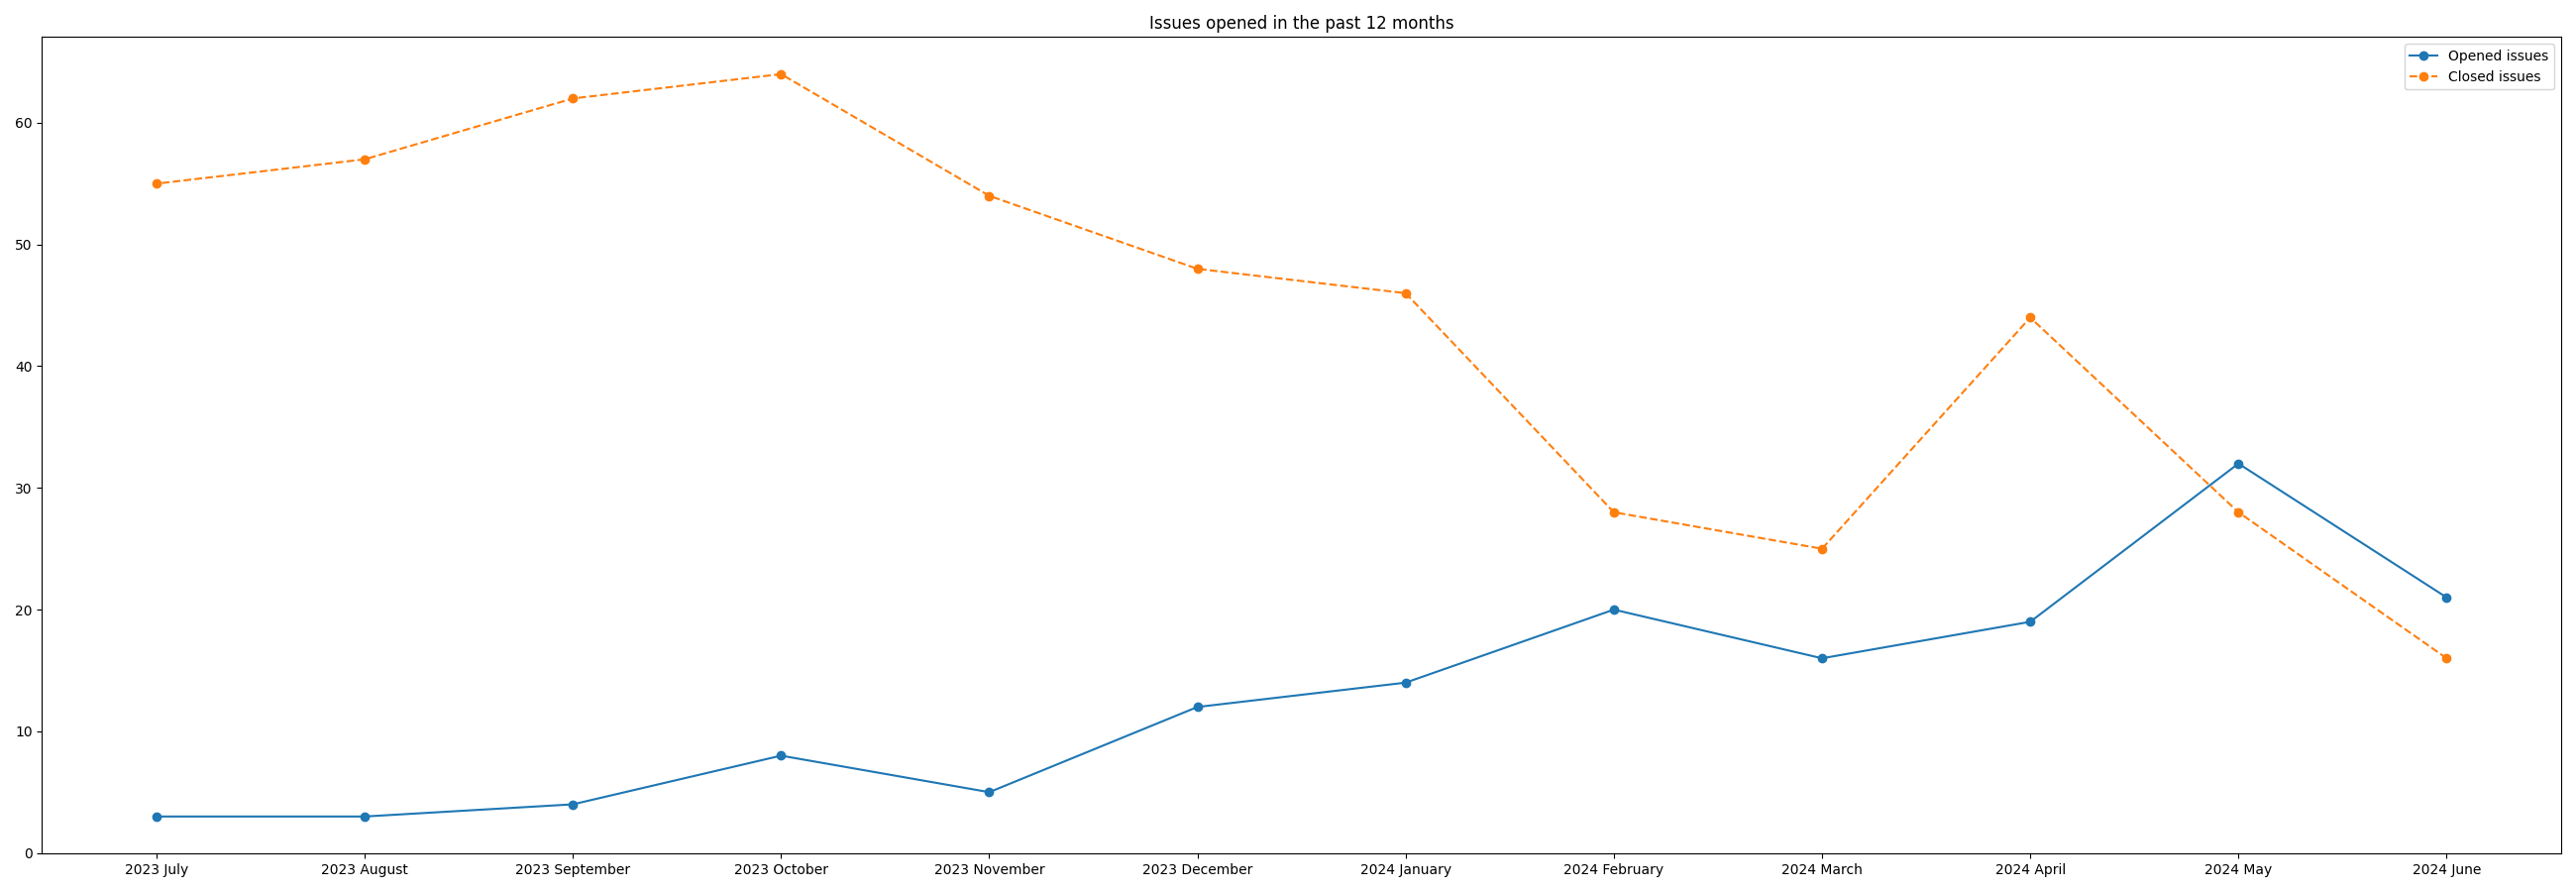 Issues opened in the past 12 months
Opened issues
Closed issues
60
50
40
30
20
10
0
2023 July 2023 August 2023 September 2023 October 2023 November 2023 December 2024 January 2024 February 2024 March 2024 April 2024 May 2024 June